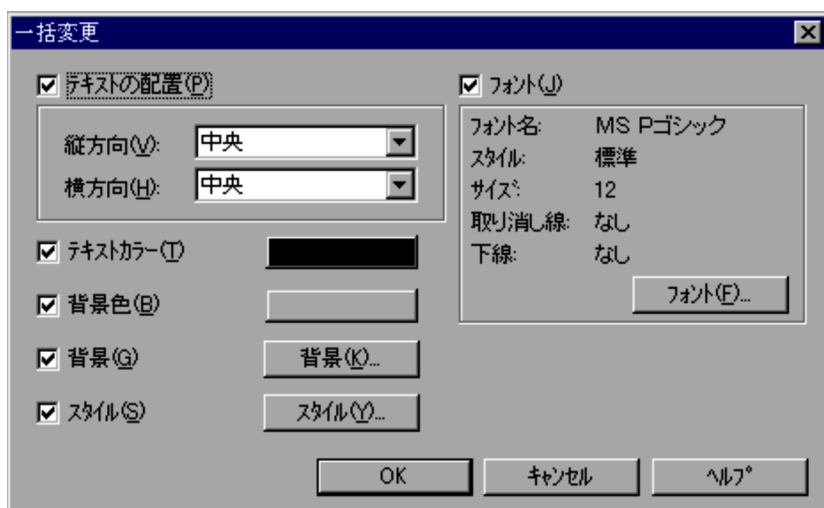 一括変更
テキストの配置(P)
縦方向(V): 中央
横方向(H): 中央
テキストカラー(T)
背景色(B)
背景(G) 背景(K)...
スタイル(S) スタイル(Y)...
フォント(J)
フォント名: MS Pゴシック
スタイル: 標準
サイズ: 12
取り消し線: なし
下線: なし
フォント(F)...
OK キャンセル ヘルプ